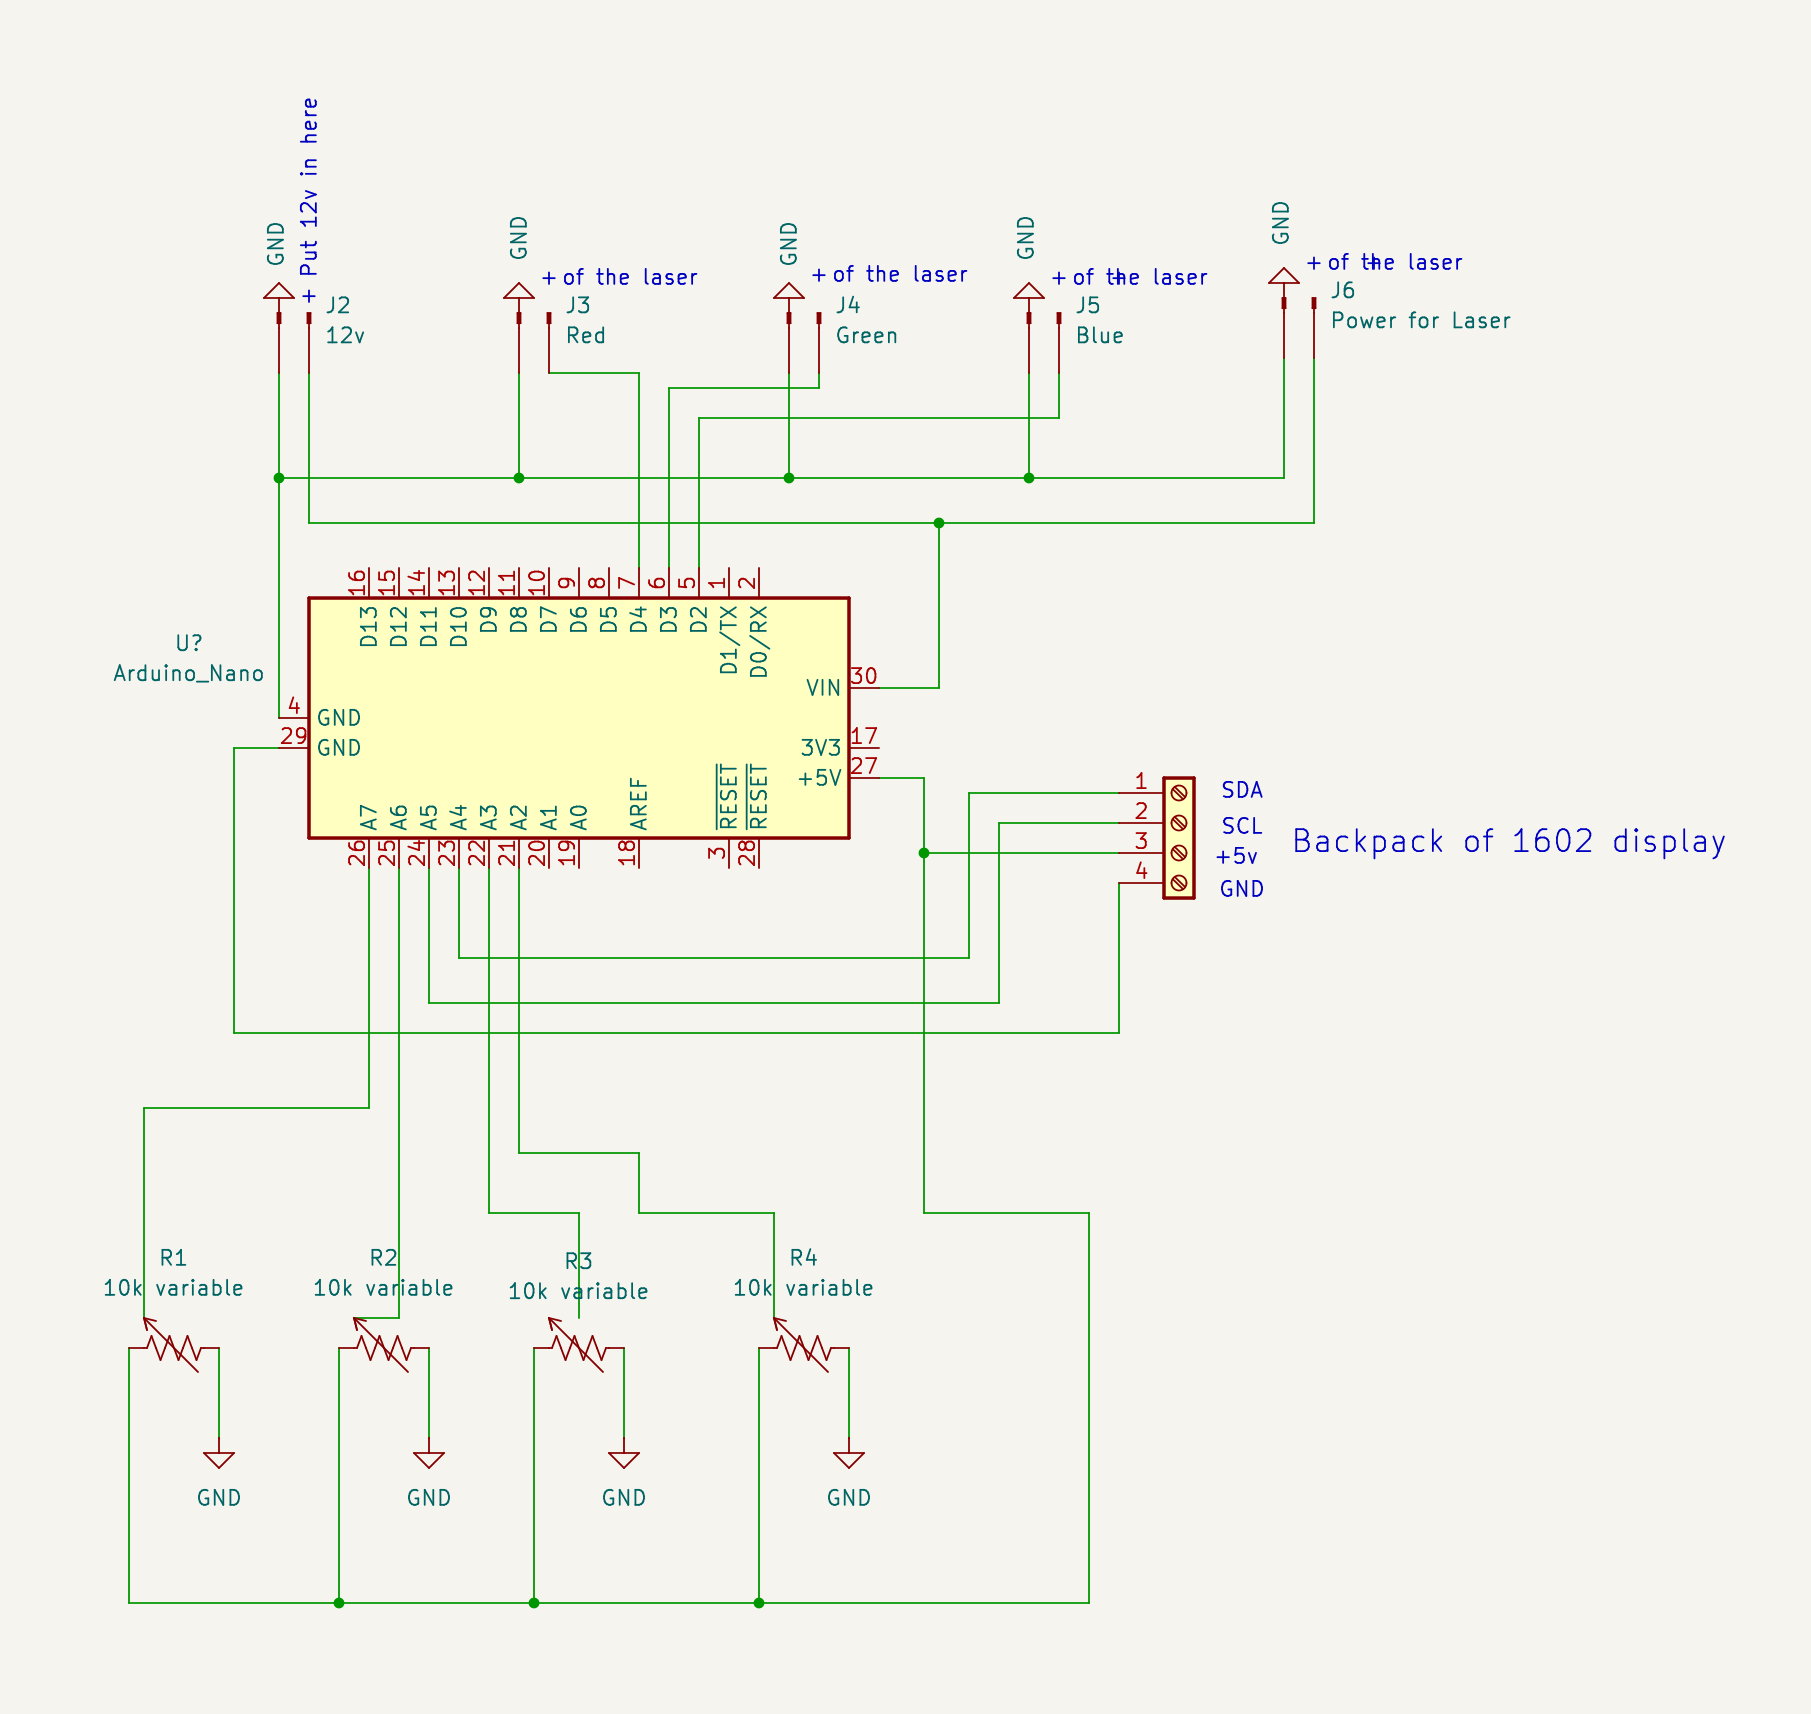 + Put 12v in here
GND
GND
GND
GND
GND
+ of the laser
+ of the laser
+ of the laser
+
+ of the laser
+
J2
12v
J3
Red
J4
Green
J5
Blue
J6
Power for Laser
16 15 14 13 12 11 10 9 8 7 6 5 1 2
D13 D12 D11 D10 D9 D8 D7 D6 D5 D4 D3 D2 D1/TX D0/RX
U?
Arduino_Nano
4 GND
29 GND
VIN 30
3V3 17
+5V 27
A7 A6 A5 A4 A3 A2 A1 A0 AREF RESET RESET
26 25 24 23 22 21 20 19 18 3 28
1 SDA
2 SCL
3 +5v
4 GND
Backpack of 1602 display
R1
10k variable
R2
10k variable
R3
10k variable
R4
10k variable
GND
GND
GND
GND